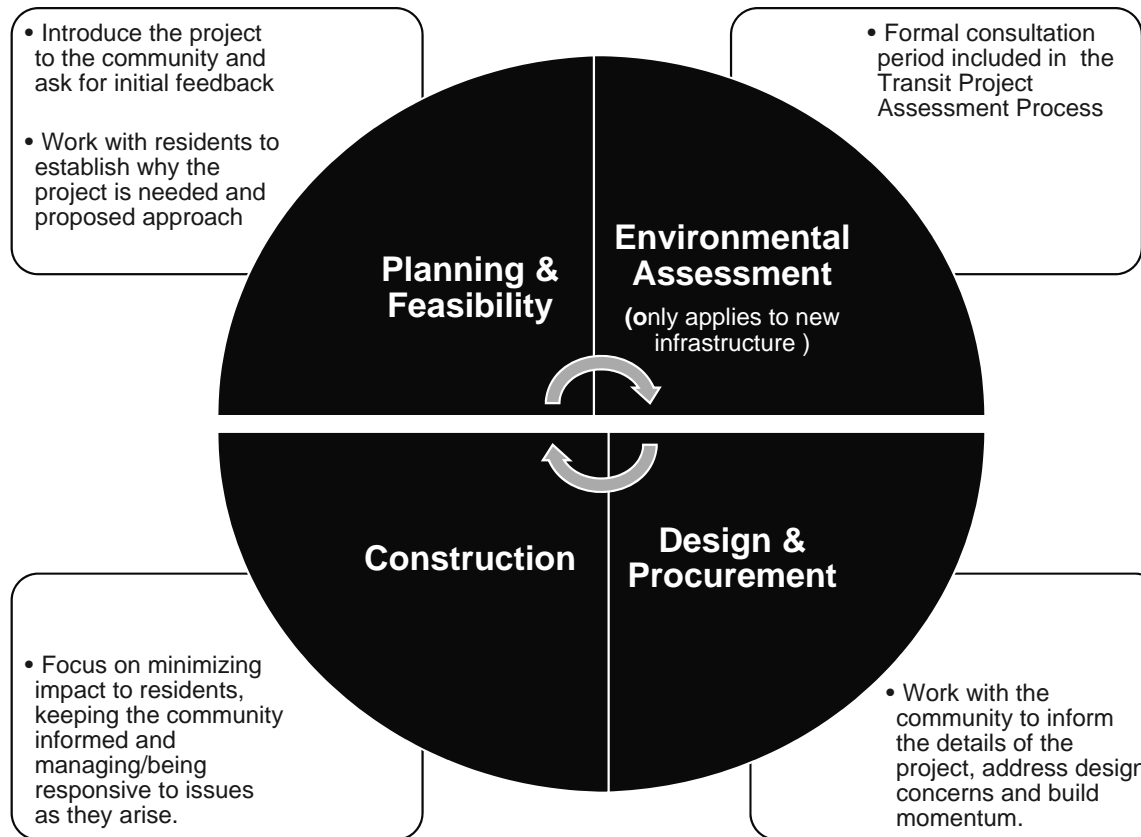 • Introduce the project
to the community and
ask for initial feedback
• Work with residents to
establish why the
project is needed and
proposed approach
• Formal consultation
period included in the
Transit Project
Assessment Process
Planning &
Feasibility
Environmental
Assessment
(only applies to new
infrastructure )
Construction
Design &
Procurement
• Focus on minimizing
impact to residents,
keeping the community
informed and
managing/being
responsive to issues
as they arise.
• Work with the
community to inform
the details of the
project, address design
concerns and build
momentum.